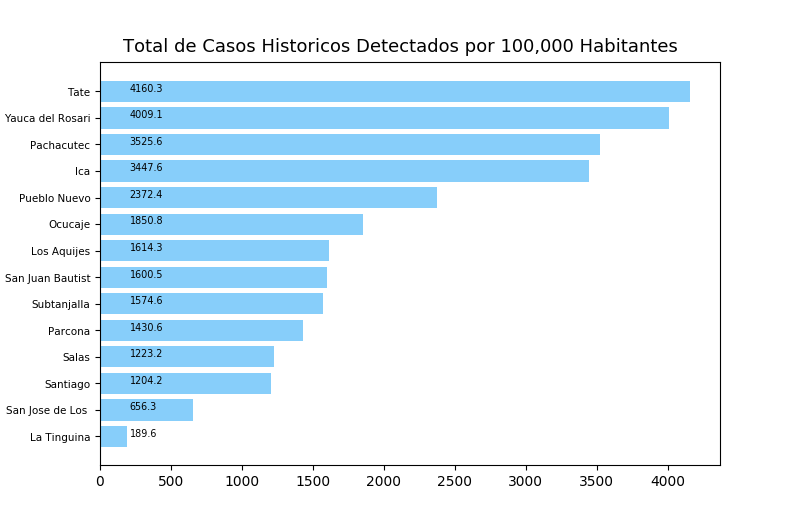 Total de Casos Historicos Detectados por 100,000 Habitantes
Tate 4160.3
Yauca del Rosari 4009.1
Pachacutec 3525.6
Ica 3447.6
Pueblo Nuevo 2372.4
Ocucaje 1850.8
Los Aquijes 1614.3
San Juan Bautist 1600.5
Subtanjalla 1574.6
Parcona 1430.6
Salas 1223.2
Santiago 1204.2
San Jose de Los 656.3
La Tinguina 189.6
0 500 1000 1500 2000 2500 3000 3500 4000